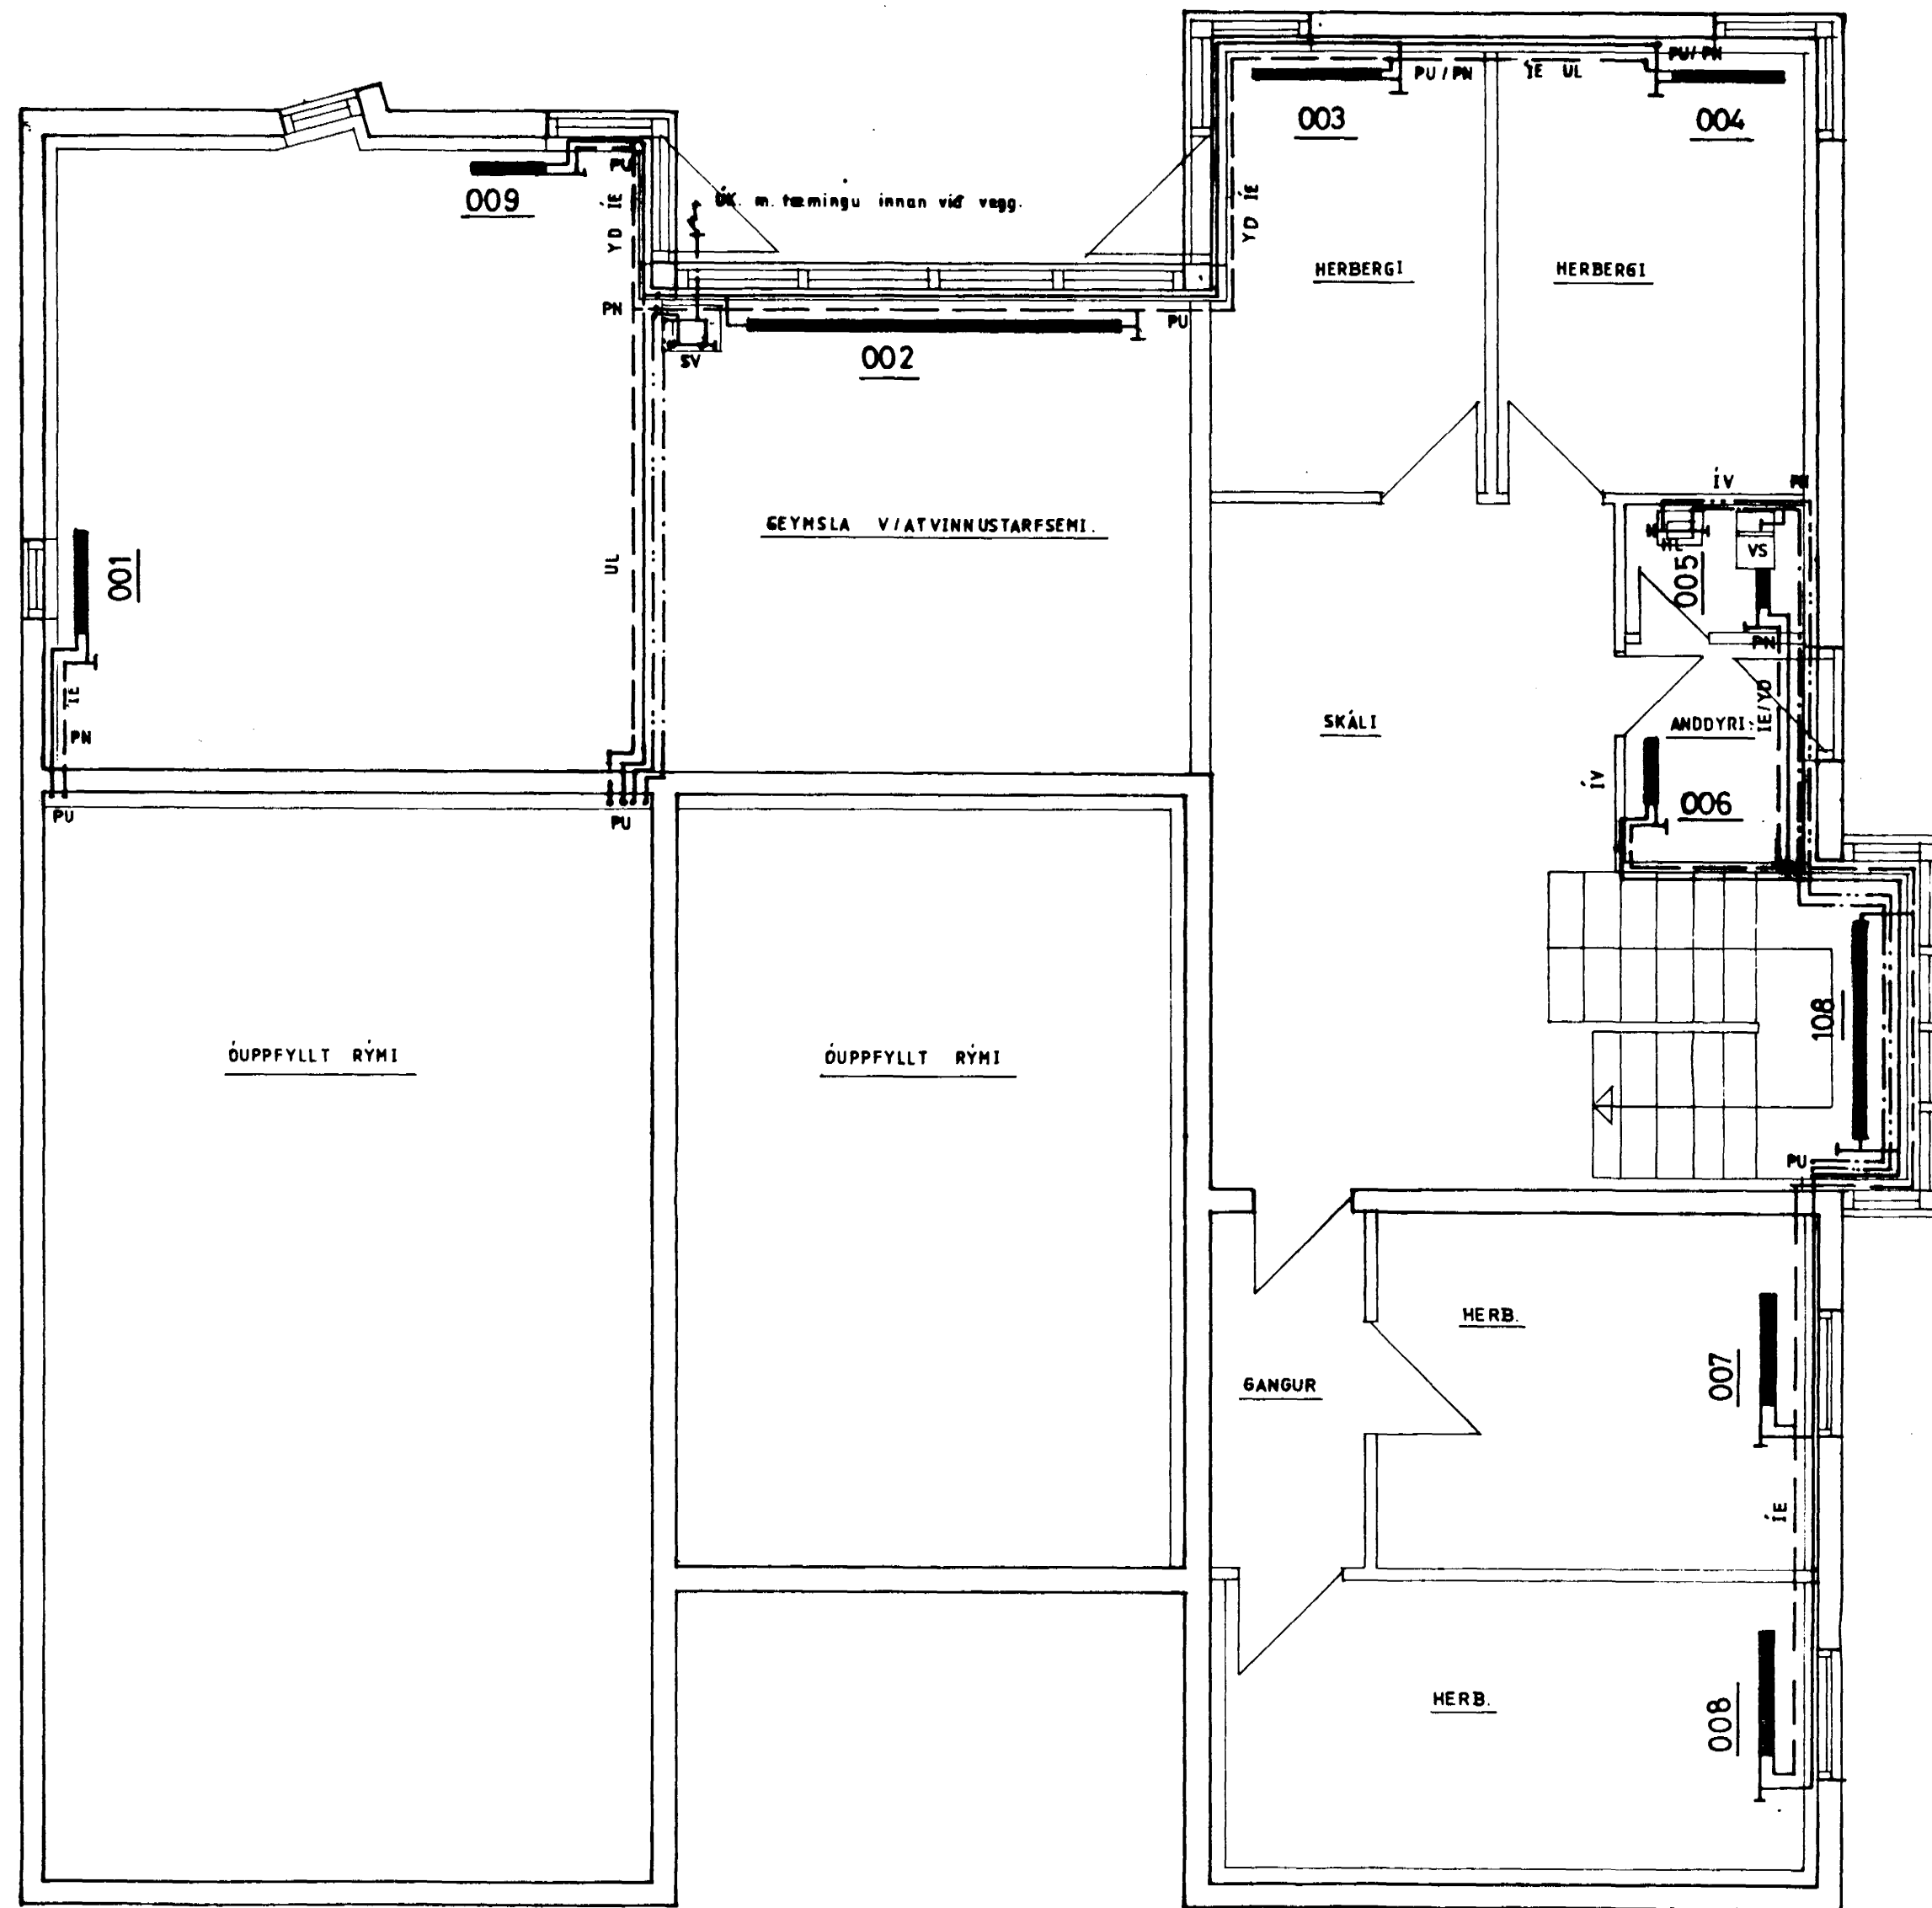 PU/PN
PU/PN
ÍE UL
003
004
PU
009
YD ÍE
ÚK. m. tæmingu innan við vegg.
YD ÍE
HERBERGI
HERBERGI
PN
PU
SV
002
ÍV
PN
GEYMSLA V/ATVINNUSTARFSEMI.
HL
VS
001
UL
005
PN
ÍE
SKÁLI
ANDDYRI:
ÍE/YD
PN
ÍV
006
PU
PU
108
ÓUPPFYLLT RÝMI
ÓUPPFYLLT RÝMI
PU
HERB.
007
GANGUR
ÍE
HERB.
008